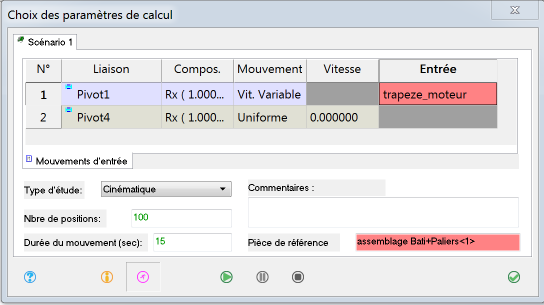 Choix des paramètres de calcul
Scénario 1
N° Liaison Compos. Mouvement Vitesse Entrée
1 Pivot1 Rx ( 1.000... Vit. Variable trapeze_moteur
2 Pivot4 Rx ( 1.000... Uniforme 0.000000
Mouvements d'entrée
Type d'étude: Cinématique Commentaires :
Nbre de positions: 100
Durée du mouvement (sec): 15 Pièce de référence assemblage Bati+Paliers<1>